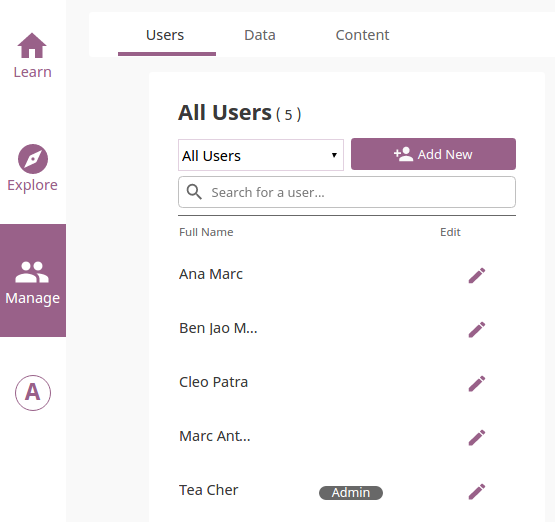 Learn
Explore
Manage
A
Users Data Content
All Users ( 5 )
All Users
Add New
Search for a user...
Full Name Edit
Ana Marc
Ben Jao M...
Cleo Patra
Marc Ant...
Tea Cher Admin